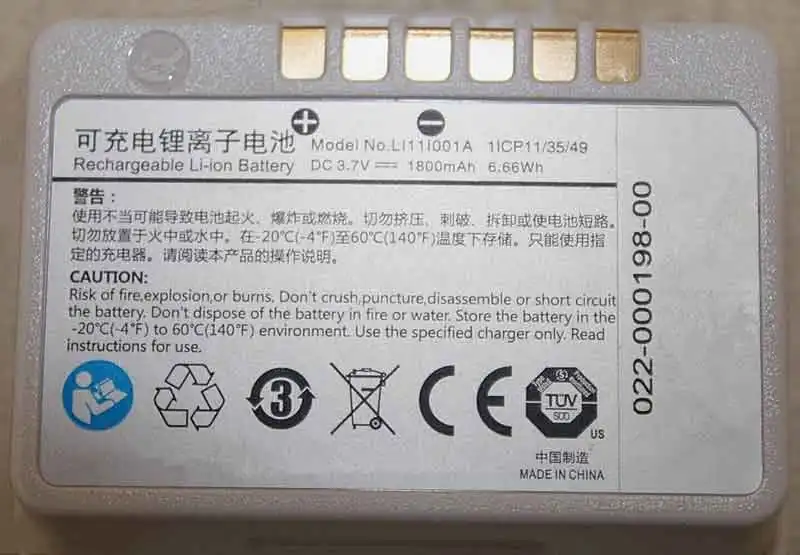 可充电锂离子电池 Model No.LI11I001A 1ICP11/35/49
Rechargeable Li-ion Battery DC 3.7V 1800mAh 6.66Wh
警告:
使用不当可能导致电池起火、爆炸或燃烧。切勿挤压、刺破、拆卸或使电池短路。
切勿放置于火中或水中。在-20℃(-4℉)至60℃(140℉)温度下存储。只能使用指
定的充电器。请阅读本产品的操作说明。
CAUTION:
Risk of fire,explosion,or burns. Don't crush,puncture,disassemble or short circuit
the battery. Don't dispose of the battery in fire or water. Store the battery in the
-20℃(-4℉) to 60℃(140℉) environment. Use the specified charger only. Read
instructions for use.
3
CE
TÜV
SÜD
US
中国制造
MADE IN CHINA
022-000198-00